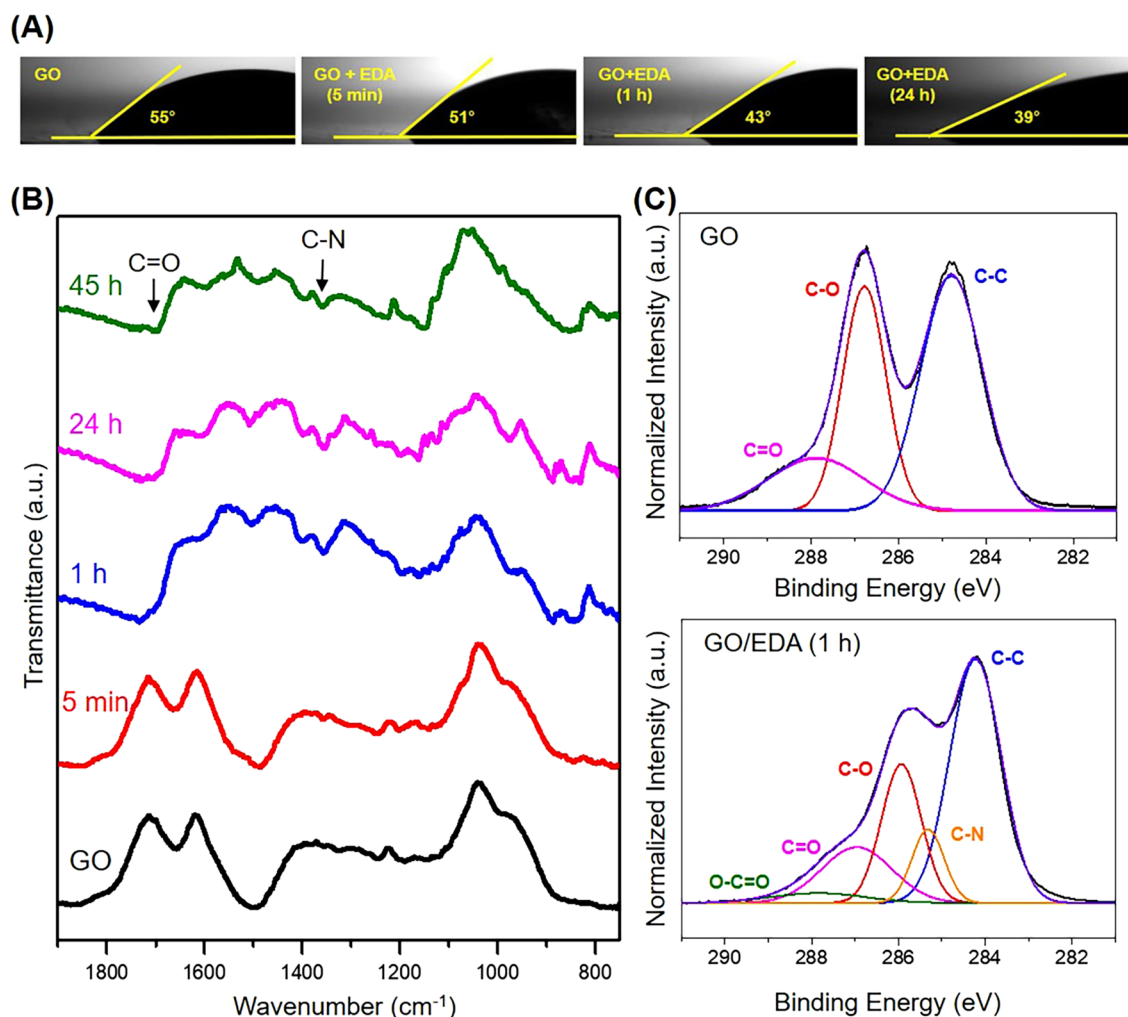 (A)
GO
55°
GO + EDA
(5 min)
51°
GO+EDA
(1 h)
43°
GO+EDA
(24 h)
39°
(B)
C=O
C-N
45 h
24 h
1 h
5 min
GO
Transmittance (a.u.)
1800 1600 1400 1200 1000 800
Wavenumber (cm⁻¹)
(C)
GO
C-O
C-C
C=O
Normalized Intensity (a.u.)
290 288 286 284 282
Binding Energy (eV)
GO/EDA (1 h)
C-C
C-O
C-N
C=O
O-C=O
Normalized Intensity (a.u.)
290 288 286 284 282
Binding Energy (eV)